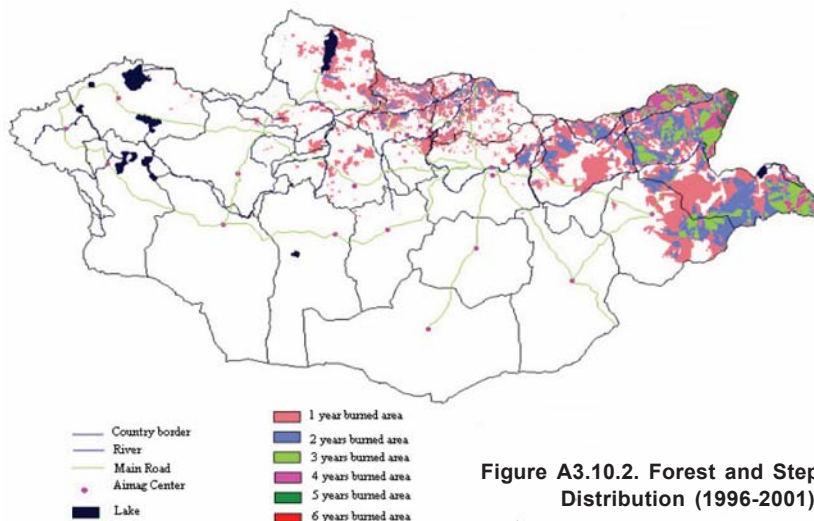 Country border
River
Main Road
Aimag Center
Lake
1 year burned area
2 years burned area
3 years burned area
4 years burned area
5 years burned area
6 years burned area
Figure A3.10.2. Forest and Step
Distribution (1996-2001)